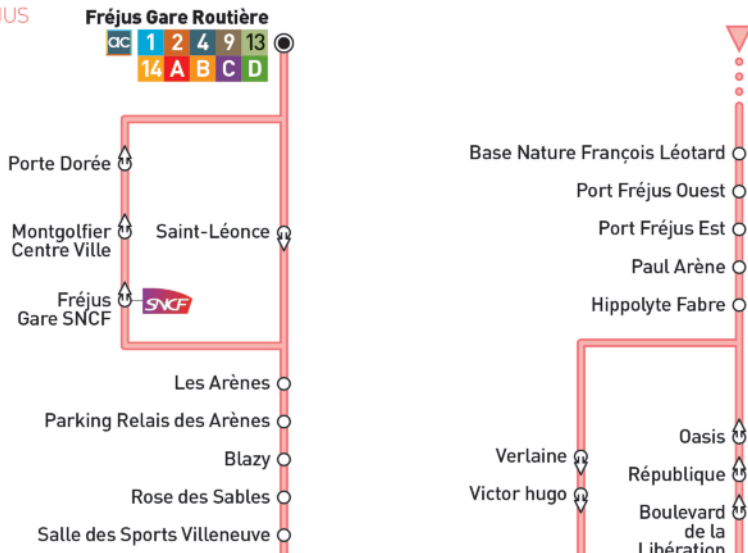 JUS
Fréjus Gare Routière
ac 1 2 4 9 13
14 A B C D
Porte Dorée
Montgolfier
Centre Ville
Saint-Léonce
Fréjus
Gare SNCF
SNCF
Les Arènes
Parking Relais des Arènes
Blazy
Rose des Sables
Salle des Sports Villeneuve
Base Nature François Léotard
Port Fréjus Ouest
Port Fréjus Est
Paul Arène
Hippolyte Fabre
Verlaine
Victor hugo
Oasis
République
Boulevard
de la
Libération